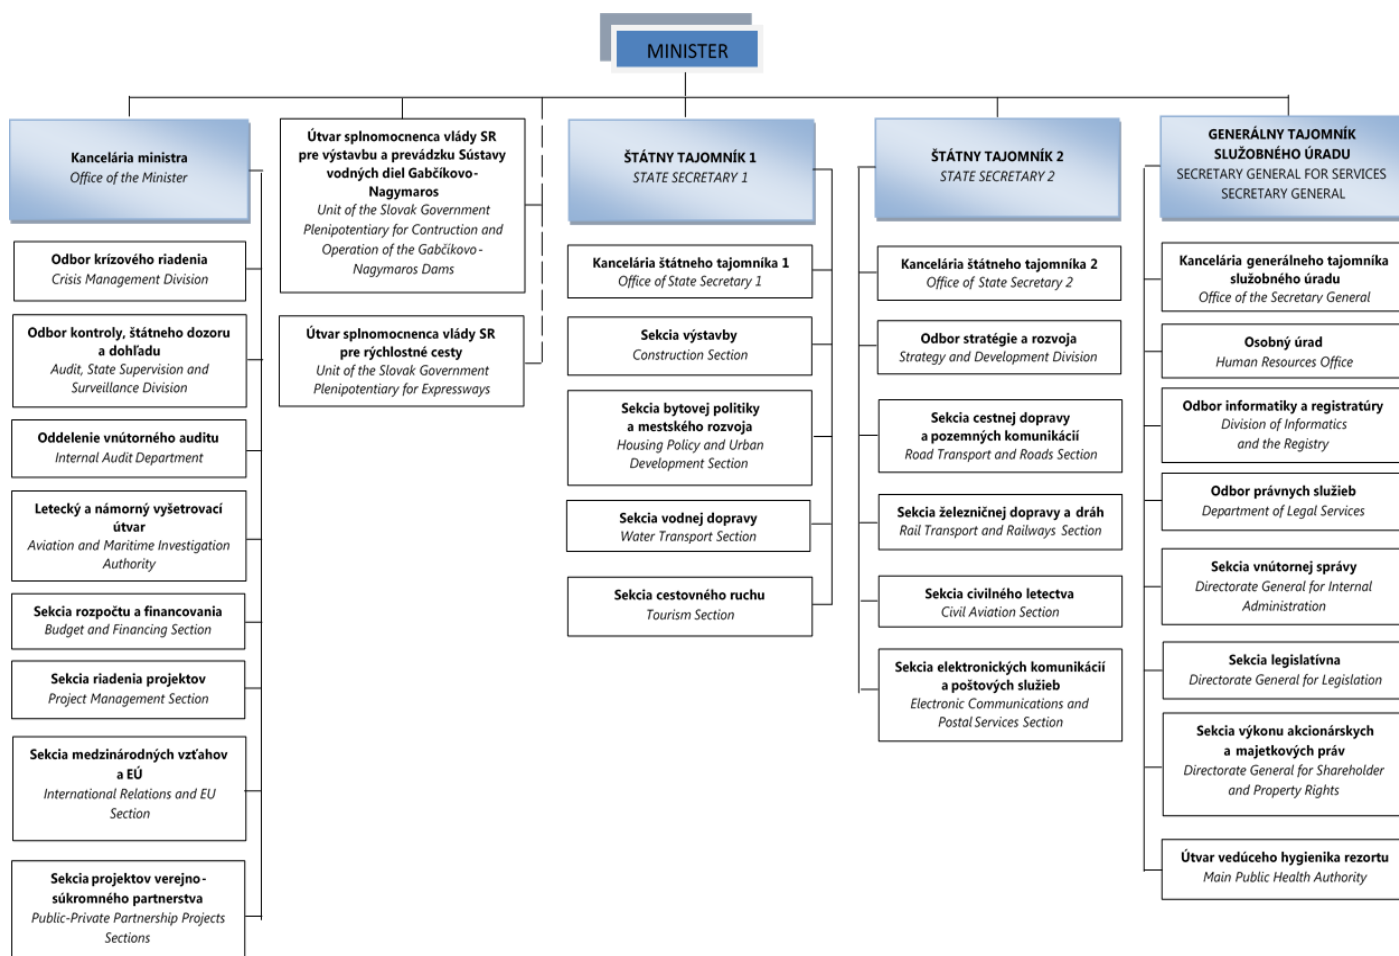 MINISTER
Kancelária ministra
Office of the Minister
Odbor krízového riadenia
Crisis Management Division
Odbor kontroly, štátneho dozoru
a dohľadu
Audit, State Supervision and
Surveillance Division
Oddelenie vnútorného auditu
Internal Audit Department
Letecký a námorný vyšetrovací
útvar
Aviation and Maritime Investigation
Authority
Sekcia rozpočtu a financovania
Budget and Financing Section
Sekcia riadenia projektov
Project Management Section
Sekcia medzinárodných vzťahov
a EÚ
International Relations and EU
Section
Sekcia projektov verejno-
súkromného partnerstva
Public-Private Partnership Projects
Sections
Útvar splnomocnenca vlády SR
pre výstavbu a prevádzku Sústavy
vodných diel Gabčíkovo-
Nagymaros
Unit of the Slovak Government
Plenipotentiary for Contruction and
Operation of the Gabčíkovo-
Nagymaros Dams
Útvar splnomocnenca vlády SR
pre rýchlostné cesty
Unit of the Slovak Government
Plenipotentiary for Expressways
ŠTÁTNY TAJOMNÍK 1
STATE SECRETARY 1
Kancelária štátneho tajomníka 1
Office of State Secretary 1
Sekcia výstavby
Construction Section
Sekcia bytovej politiky
a mestského rozvoja
Housing Policy and Urban
Development Section
Sekcia vodnej dopravy
Water Transport Section
Sekcia cestovného ruchu
Tourism Section
ŠTÁTNY TAJOMNÍK 2
STATE SECRETARY 2
Kancelária štátneho tajomníka 2
Office of State Secretary 2
Odbor stratégie a rozvoja
Strategy and Development Division
Sekcia cestnej dopravy
a pozemných komunikácií
Road Transport and Roads Section
Sekcia železničnej dopravy a dráh
Rail Transport and Railways Section
Sekcia civilného letectva
Civil Aviation Section
Sekcia elektronických komunikácií
a poštových služieb
Electronic Communications and
Postal Services Section
GENERÁLNY TAJOMNÍK
SLUŽOBNÉHO ÚRADU
SECRETARY GENERAL FOR SERVICES
SECRETARY GENERAL
Kancelária generálneho tajomníka
služobného úradu
Office of the Secretary General
Osobný úrad
Human Resources Office
Odbor informatiky a registratúry
Division of Informatics
and the Registry
Odbor právnych služieb
Department of Legal Services
Sekcia vnútornej správy
Directorate General for Internal
Administration
Sekcia legislatívna
Directorate General for Legislation
Sekcia výkonu akcionárskych
a majetkových práv
Directorate General for Shareholder
and Property Rights
Útvar vedúceho hygienika rezortu
Main Public Health Authority